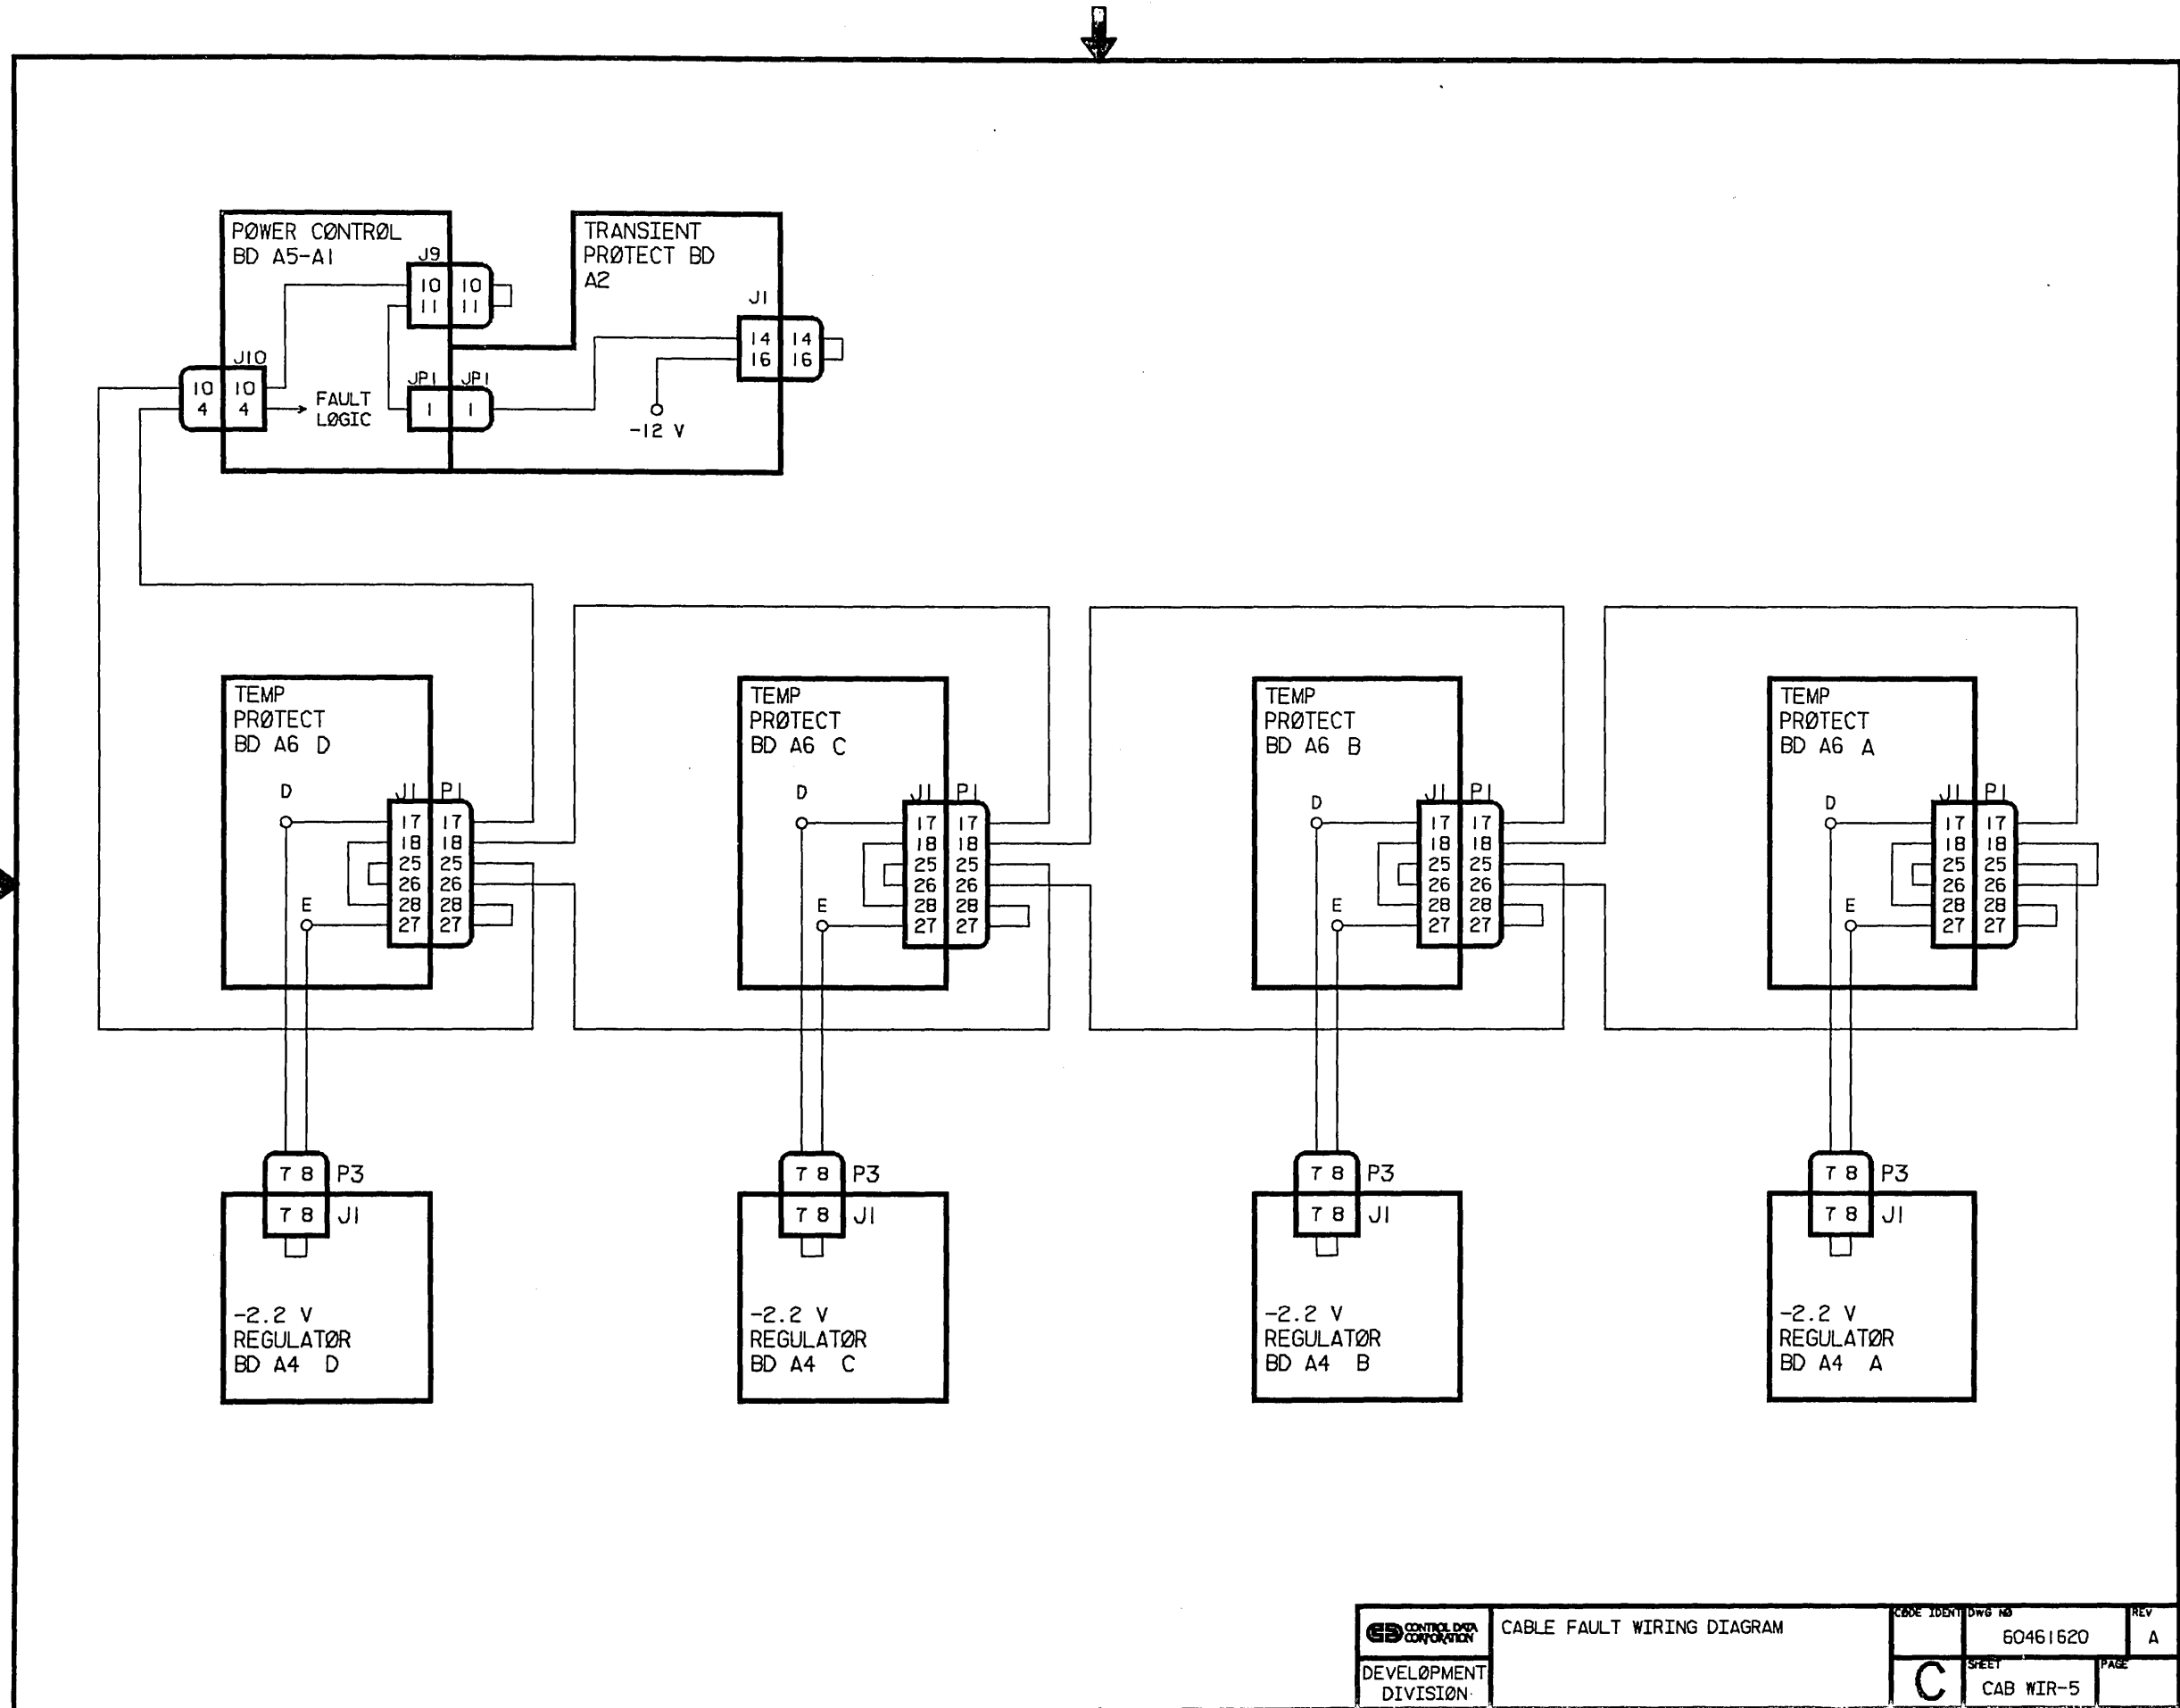 PØWER CØNTRØL
BD A5-A1
J9
10 10
11 11
J10
10 10
4 4
FAULT
LØGIC
JP1 JP1
1 1
TRANSIENT
PRØTECT BD
A2
J1
14 14
16 16
-12 V
TEMP
PRØTECT
BD A6 D
D
E
J1 P1
17 17
18 18
25 25
26 26
28 28
27 27
TEMP
PRØTECT
BD A6 C
D
E
J1 P1
17 17
18 18
25 25
26 26
28 28
27 27
TEMP
PRØTECT
BD A6 B
D
E
J1 P1
17 17
18 18
25 25
26 26
28 28
27 27
TEMP
PRØTECT
BD A6 A
D
E
J1 P1
17 17
18 18
25 25
26 26
28 28
27 27
7 8 P3
7 8 J1
-2.2 V
REGULATØR
BD A4 D
7 8 P3
7 8 J1
-2.2 V
REGULATØR
BD A4 C
7 8 P3
7 8 J1
-2.2 V
REGULATØR
BD A4 B
7 8 P3
7 8 J1
-2.2 V
REGULATØR
BD A4 A
CONTROL DATA
CORPORATION
DEVELØPMENT
DIVISIØN
CABLE FAULT WIRING DIAGRAM
CØDE IDENT
C
DWG NØ
60461620
REV
A
SHEET
CAB WIR-5
PAGE